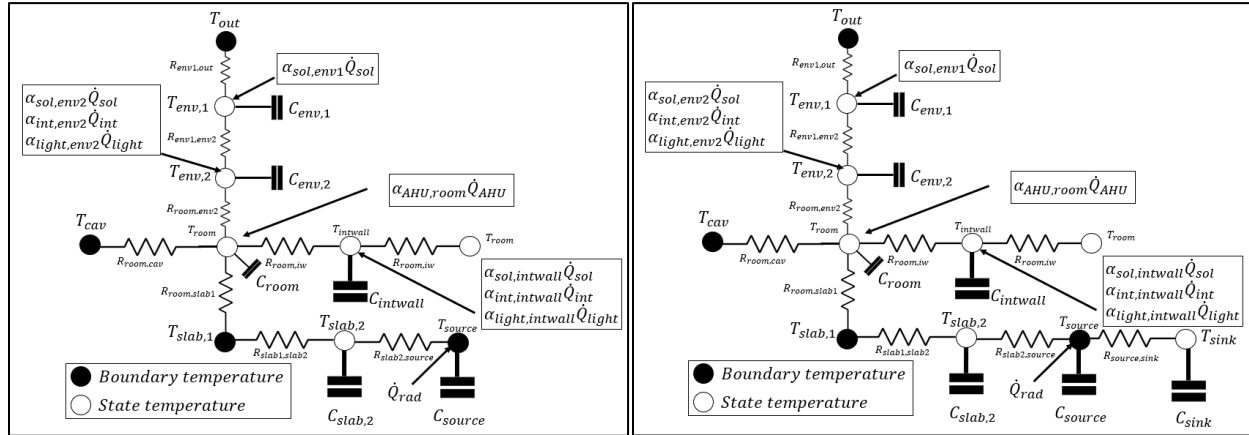 T_out
R_env1,out
α_sol,env1 Q̇_sol
T_env,1
C_env,1
α_sol,env2 Q̇_sol
α_int,env2 Q̇_int
α_light,env2 Q̇_light
R_env1,env2
T_env,2
C_env,2
R_room,env2
α_AHU,room Q̇_AHU
T_cav
T_room
T_intwall
T_room
R_room,cav
R_room,iw
R_room,iw
C_room
R_room,slab1
C_intwall
α_sol,intwall Q̇_sol
α_int,intwall Q̇_int
α_light,intwall Q̇_light
T_slab,1
T_slab,2
T_source
R_slab1,slab2
R_slab2,source
Boundary temperature
State temperature
Q̇_rad
C_slab,2
C_source
T_out
R_env1,out
α_sol,env1 Q̇_sol
T_env,1
C_env,1
α_sol,env2 Q̇_sol
α_int,env2 Q̇_int
α_light,env2 Q̇_light
R_env1,env2
T_env,2
C_env,2
R_room,env2
α_AHU,room Q̇_AHU
T_cav
T_room
T_intwall
T_room
R_room,cav
R_room,iw
R_room,iw
C_room
R_room,slab1
C_intwall
α_sol,intwall Q̇_sol
α_int,intwall Q̇_int
α_light,intwall Q̇_light
T_slab,1
T_slab,2
T_source
T_sink
R_slab1,slab2
R_slab2,source
R_source,sink
Boundary temperature
State temperature
Q̇_rad
C_slab,2
C_source
C_sink